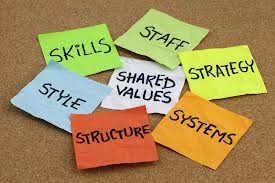 SKILLS
STAFF
STRATEGY
STYLE
SHARED
VALUES
STRUCTURE
SYSTEMS